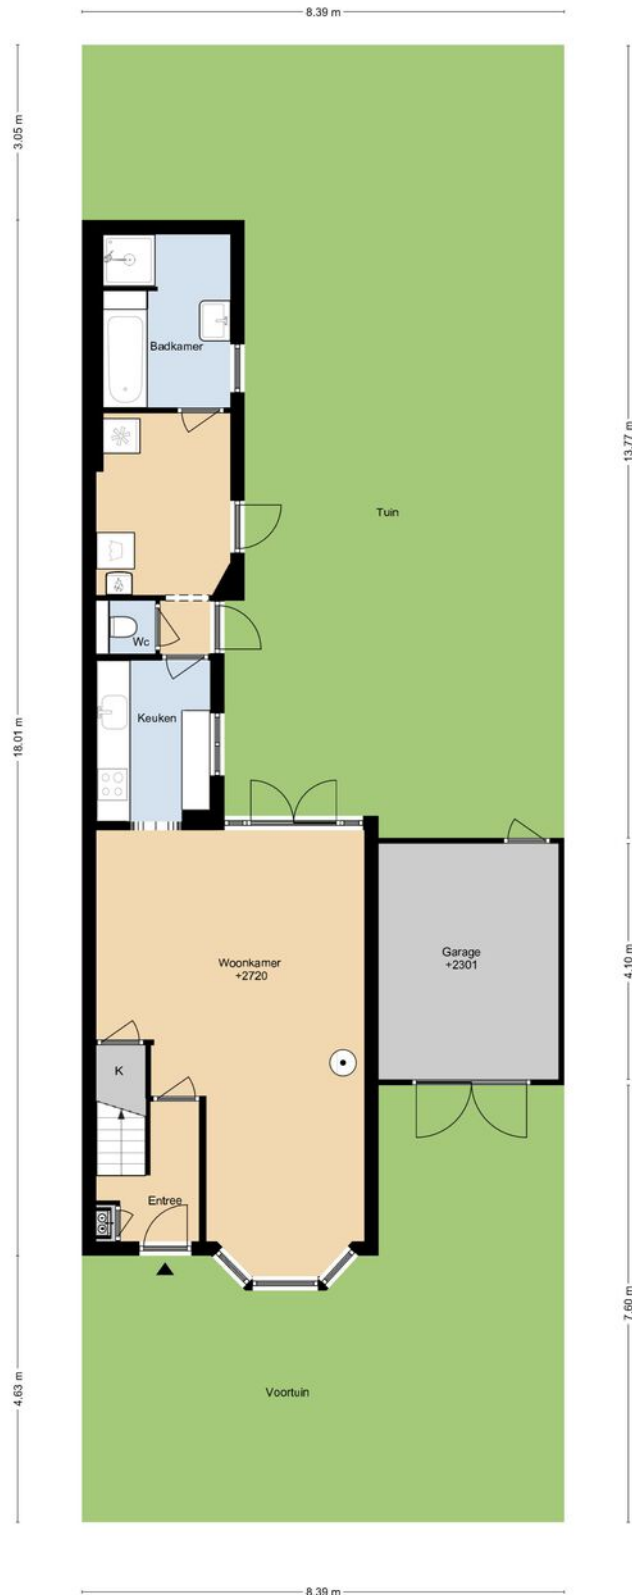 8.39 m
3.05 m
Badkamer
13.77 m
Tuin
Wc
Keuken
18.01 m
Woonkamer
+2720
Garage
+2301
4.10 m
K
Entree
7.60 m
4.63 m
Voortuin
8.39 m